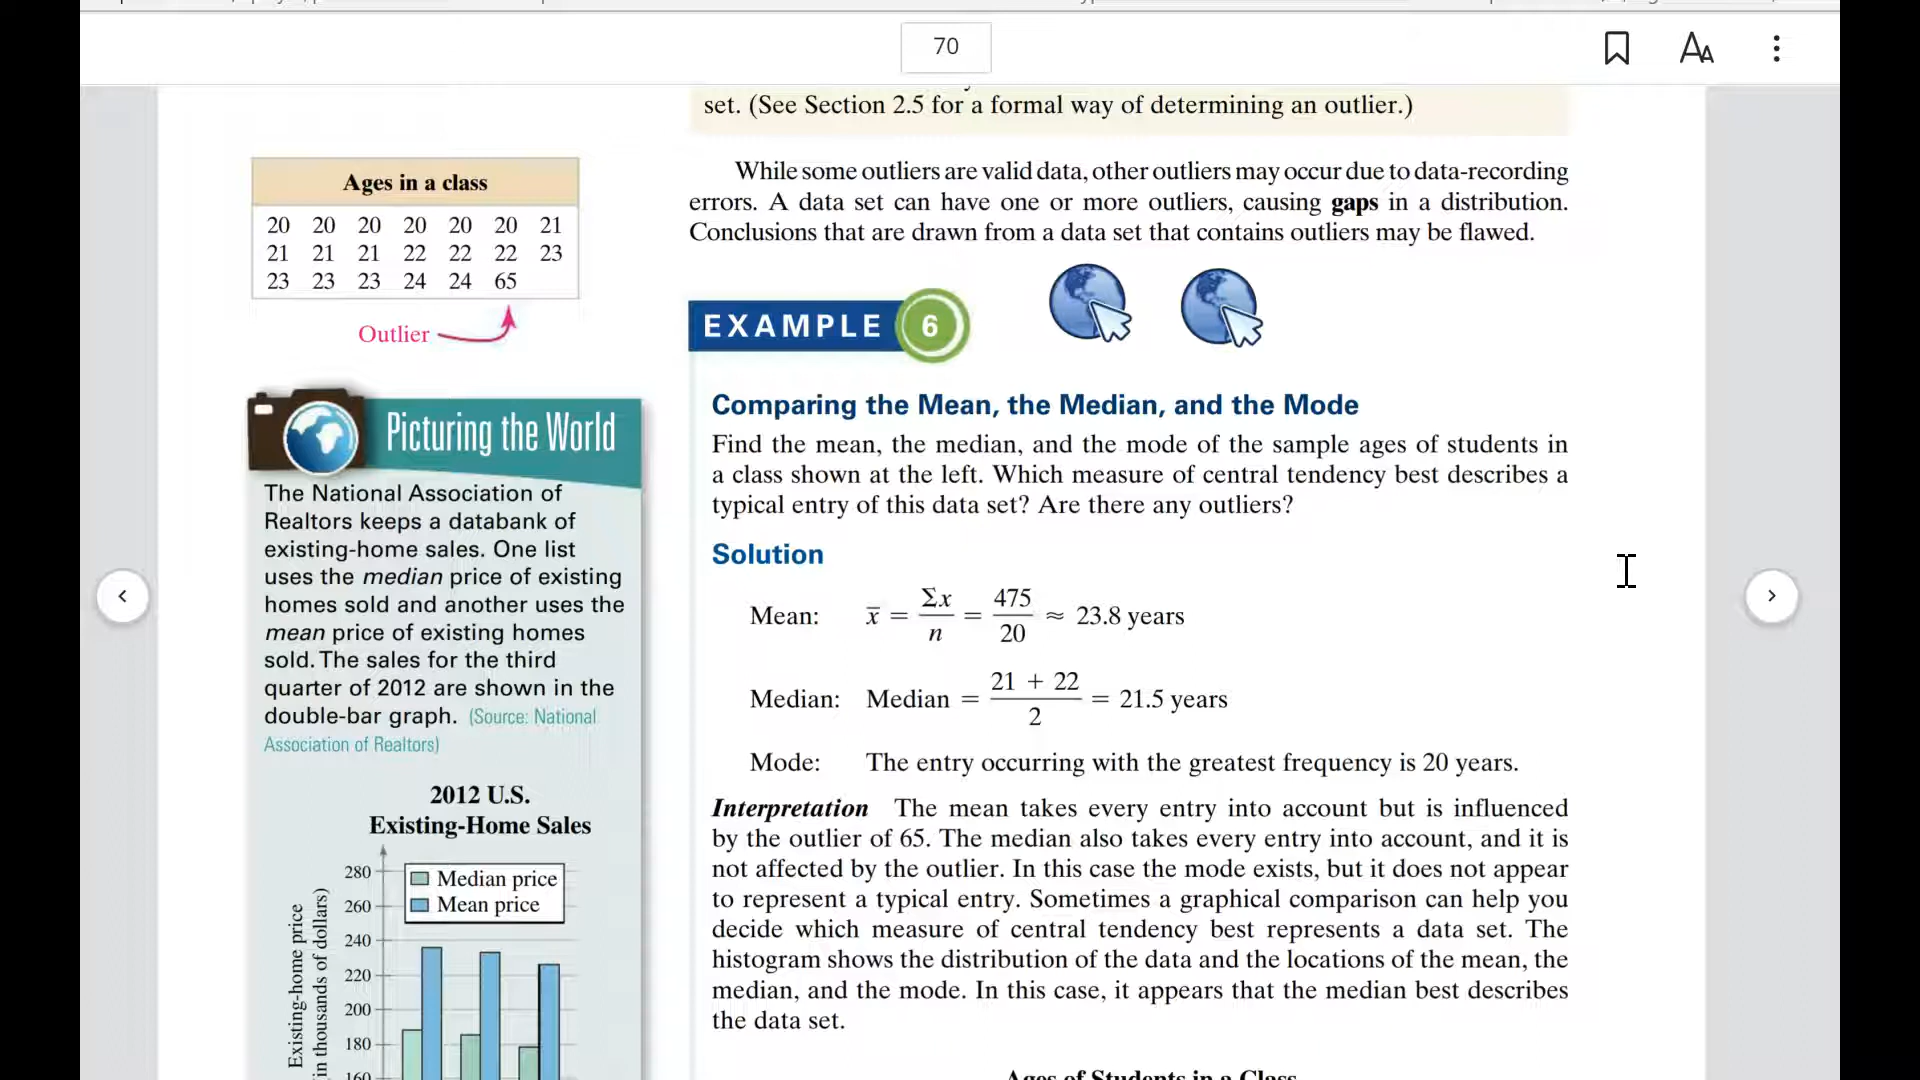 70
set. (See Section 2.5 for a formal way of determining an outlier.)
Ages in a class
20 20 20 20 20 20 21
21 21 21 22 22 22 23
23 23 23 24 24 65
Outlier
Picturing the World
The National Association of
Realtors keeps a databank of
existing-home sales. One list
uses the median price of existing
homes sold and another uses the
mean price of existing homes
sold. The sales for the third
quarter of 2012 are shown in the
double-bar graph. (Source: National
Association of Realtors)
2012 U.S.
Existing-Home Sales
Existing-home price
(in thousands of dollars)
280
260
240
220
200
180
160
Median price
Mean price
While some outliers are valid data, other outliers may occur due to data-recording
errors. A data set can have one or more outliers, causing gaps in a distribution.
Conclusions that are drawn from a data set that contains outliers may be flawed.
EXAMPLE 6
Comparing the Mean, the Median, and the Mode
Find the mean, the median, and the mode of the sample ages of students in
a class shown at the left. Which measure of central tendency best describes a
typical entry of this data set? Are there any outliers?
Solution
Mean: x̄ = Σx/n = 475/20 ≈ 23.8 years
Median: Median = (21 + 22)/2 = 21.5 years
Mode: The entry occurring with the greatest frequency is 20 years.
Interpretation The mean takes every entry into account but is influenced
by the outlier of 65. The median also takes every entry into account, and it is
not affected by the outlier. In this case the mode exists, but it does not appear
to represent a typical entry. Sometimes a graphical comparison can help you
decide which measure of central tendency best represents a data set. The
histogram shows the distribution of the data and the locations of the mean, the
median, and the mode. In this case, it appears that the median best describes
the data set.
Ages of Students in a Class